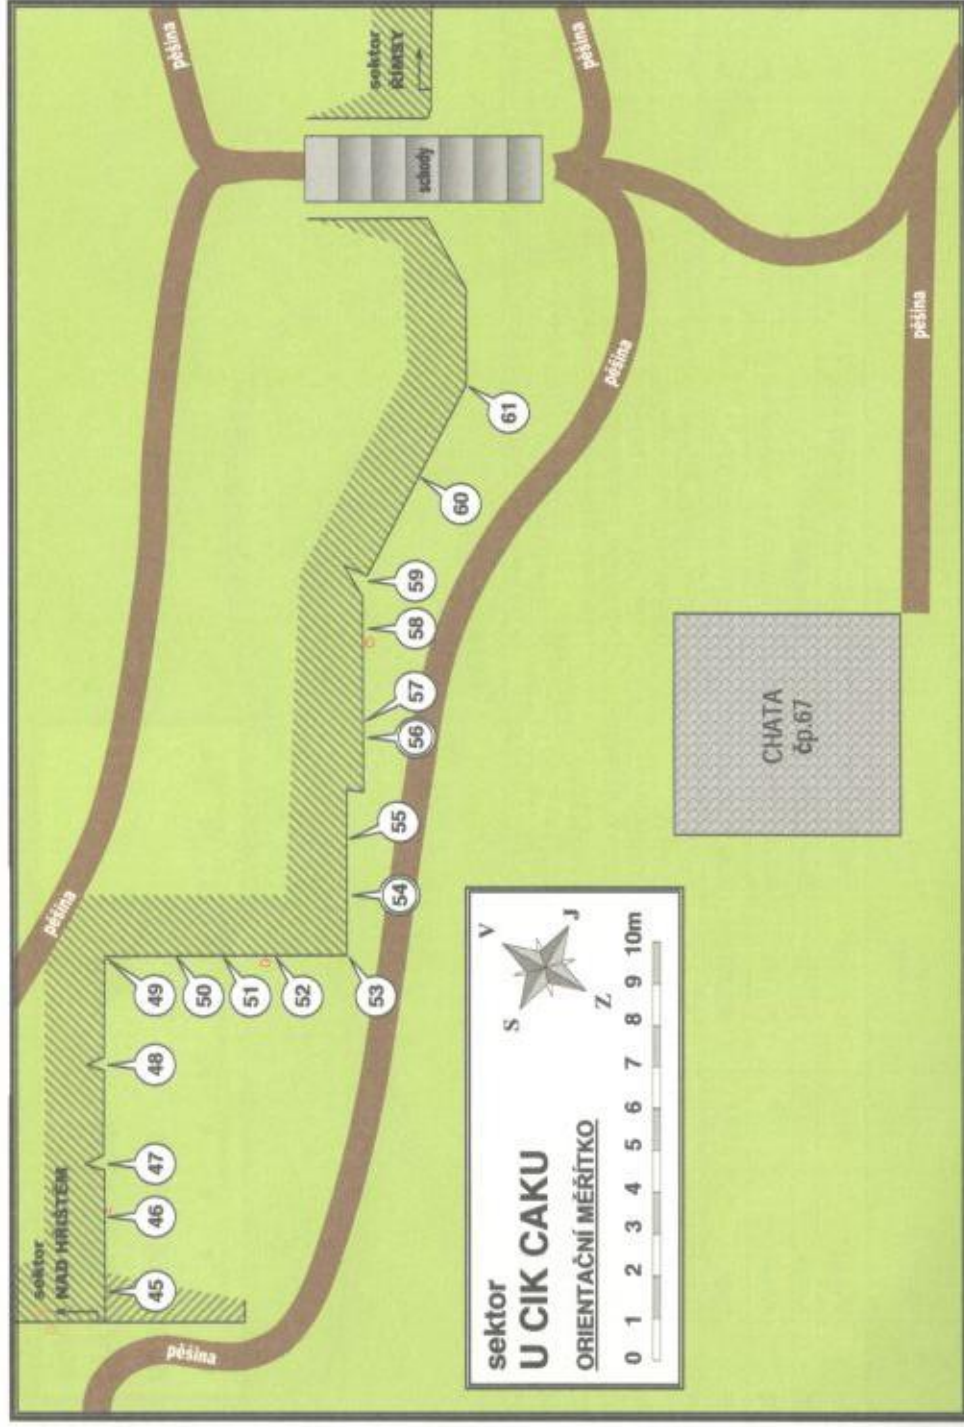 pěšina
sektor
ŘÍMSY
schody
pěšina
pěšina
pěšina
61
60
59
58
57
56
55
54
53
52
51
50
49
48
47
46
45
pěšina
sektor
NAD HŘIŠTĚM
pěšina
CHATA
čp.67
sektor
U CIK CAKU
ORIENTAČNÍ MĚŘÍTKO
S
V
J
Z
0 1 2 3 4 5 6 7 8 9 10m